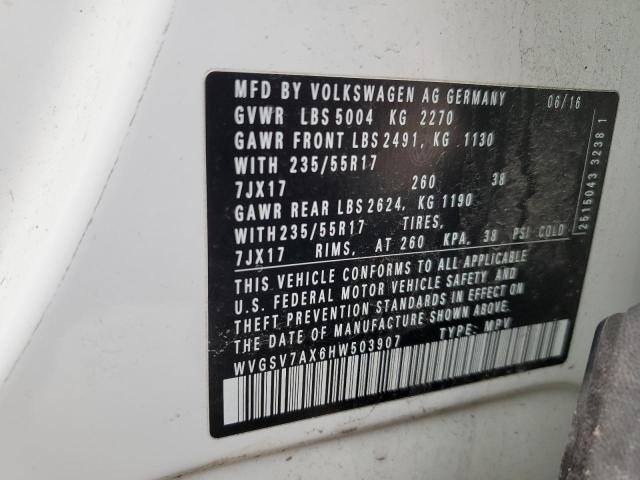 MFD BY VOLKSWAGEN AG GERMANY 06/16
GVWR LBS 5004 KG 2270
GAWR FRONT LBS 2491, KG 1130
WITH 235/55R17
7JX17 260 38
GAWR REAR LBS 2624, KG 1190
WITH 235/55R17 TIRES,
7JX17 RIMS, AT 260 KPA, 38 PSI COLD
THIS VEHICLE CONFORMS TO ALL APPLICABLE
U.S. FEDERAL MOTOR VEHICLE SAFETY AND
THEFT PREVENTION STANDARDS IN EFFECT ON
THE DATE OF MANUFACTURE SHOWN ABOVE.
WVGSV7AX6HW503907 TYPE: MPV
2515043 3238 1